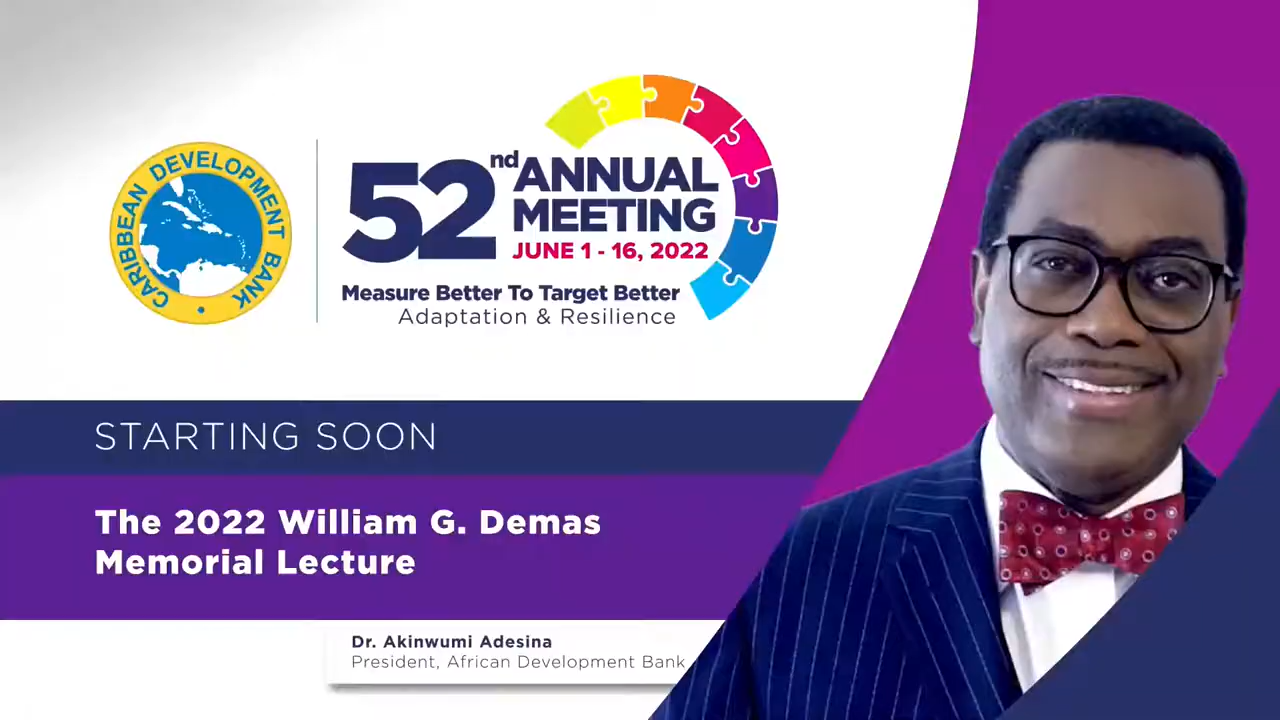 CARIBBEAN DEVELOPMENT BANK
52nd ANNUAL
MEETING
JUNE 1 - 16, 2022
Measure Better To Target Better
Adaptation & Resilience
STARTING SOON
The 2022 William G. Demas
Memorial Lecture
Dr. Akinwumi Adesina
President, African Development Bank